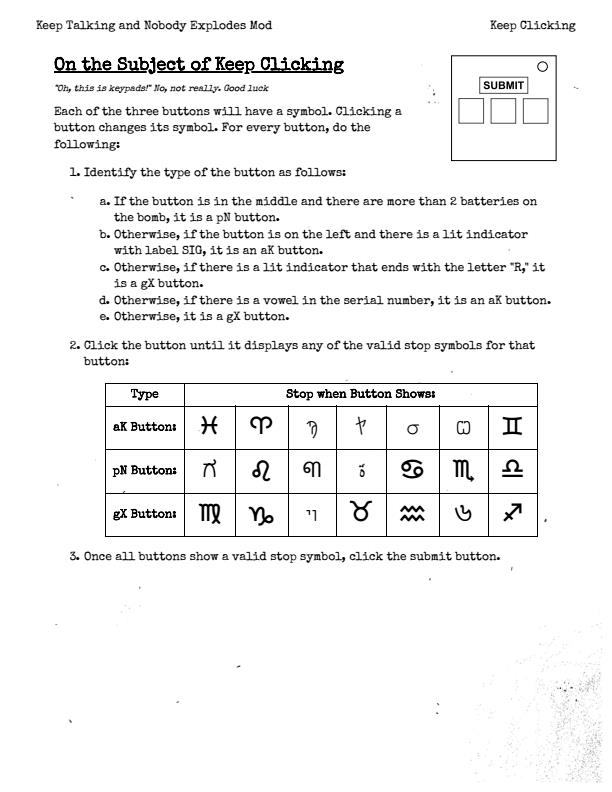 Keep Talking and Nobody Explodes Mod Keep Clicking
On the Subject of Keep Clicking
"Oh, this is keypads!" No, not really. Good luck
SUBMIT
Each of the three buttons will have a symbol. Clicking a
button changes its symbol. For every button, do the
following:
1. Identify the type of the button as follows:
a. If the button is in the middle and there are more than 2 batteries on
the bomb, it is a pN button.
b. Otherwise, if the button is on the left and there is a lit indicator
with label SIG, it is an aK button.
c. Otherwise, if there is a lit indicator that ends with the letter "R," it
is a gX button.
d. Otherwise, if there is a vowel in the serial number, it is an aK button.
e. Otherwise, it is a gX button.
2. Click the button until it displays any of the valid stop symbols for that
button:
Type Stop when Button Shows:
aK Button: ♓ ♈ ♊
pN Button: ♌ ♋ ♏ ♎
gX Button: ♍ ♑ ♉ ♒ ♐
3. Once all buttons show a valid stop symbol, click the submit button.